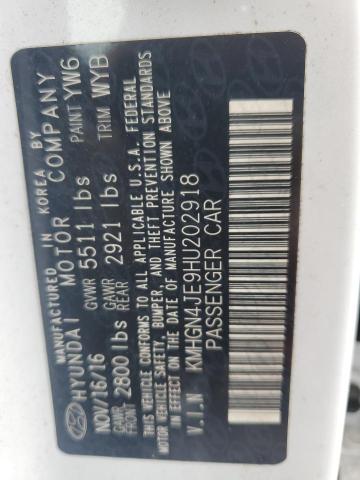 MANUFACTURED IN KOREA BY
HYUNDAI MOTOR COMPANY
NOV/16/16 GVWR 5511 lbs PAINT YW6
GAWR FRONT 2800 lbs GAWR REAR 2921 lbs TRIM WYB
THIS VEHICLE CONFORMS TO ALL APPLICABLE U.S.A. FEDERAL
MOTOR VEHICLE SAFETY, BUMPER, AND THEFT PREVENTION STANDARDS
IN EFFECT ON THE DATE OF MANUFACTURE SHOWN ABOVE
V.I.N KMHGN4JE9HU202918
PASSENGER CAR